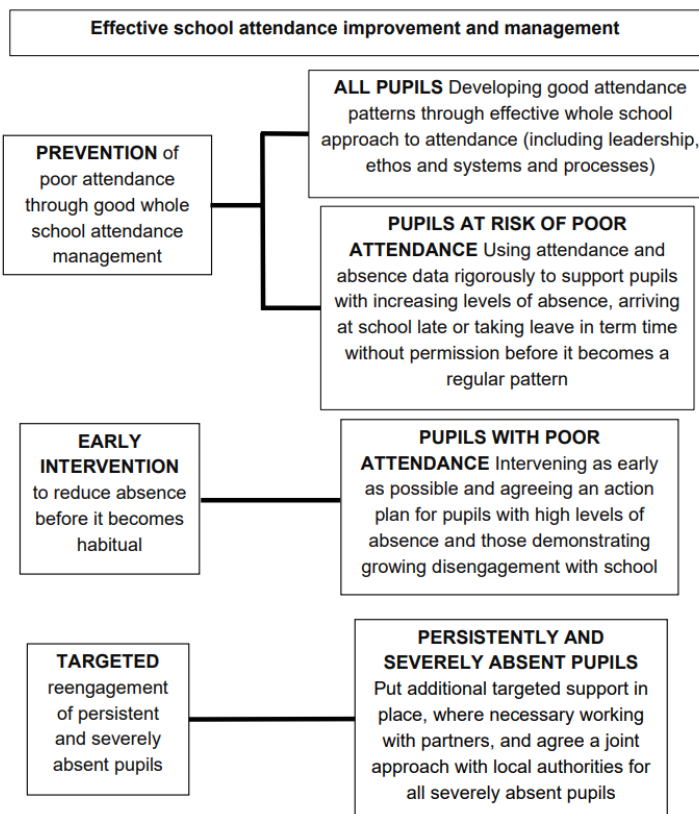 Effective school attendance improvement and management
ALL PUPILS Developing good attendance
patterns through effective whole school
approach to attendance (including leadership,
ethos and systems and processes)
PREVENTION of
poor attendance
through good whole
school attendance
management
PUPILS AT RISK OF POOR
ATTENDANCE Using attendance and
absence data rigorously to support pupils
with increasing levels of absence, arriving
at school late or taking leave in term time
without permission before it becomes a
regular pattern
EARLY
INTERVENTION
to reduce absence
before it becomes
habitual
PUPILS WITH POOR
ATTENDANCE Intervening as early
as possible and agreeing an action
plan for pupils with high levels of
absence and those demonstrating
growing disengagement with school
TARGETED
reengagement
of persistent
and severely
absent pupils
PERSISTENTLY AND
SEVERELY ABSENT PUPILS
Put additional targeted support in
place, where necessary working
with partners, and agree a joint
approach with local authorities for
all severely absent pupils